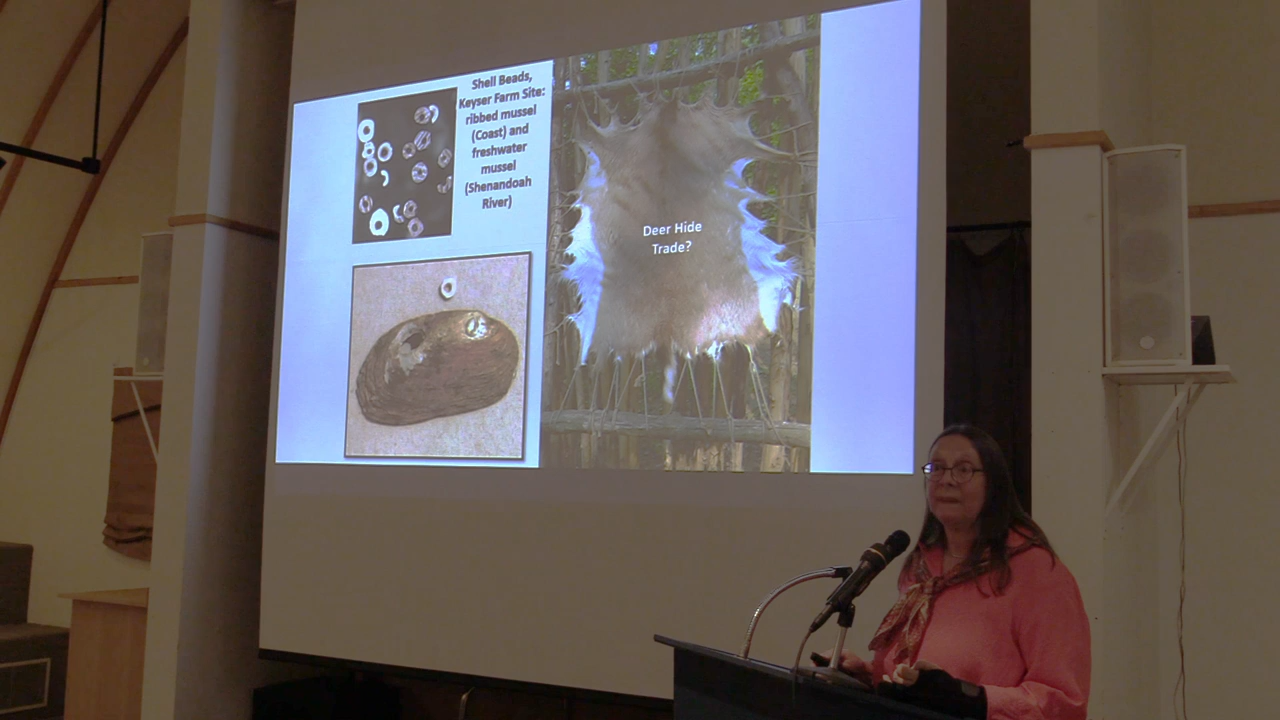 Shell Beads,
Keyser Farm Site:
ribbed mussel
(Coast) and
freshwater
mussel
(Shenandoah
River)
Deer Hide
Trade?